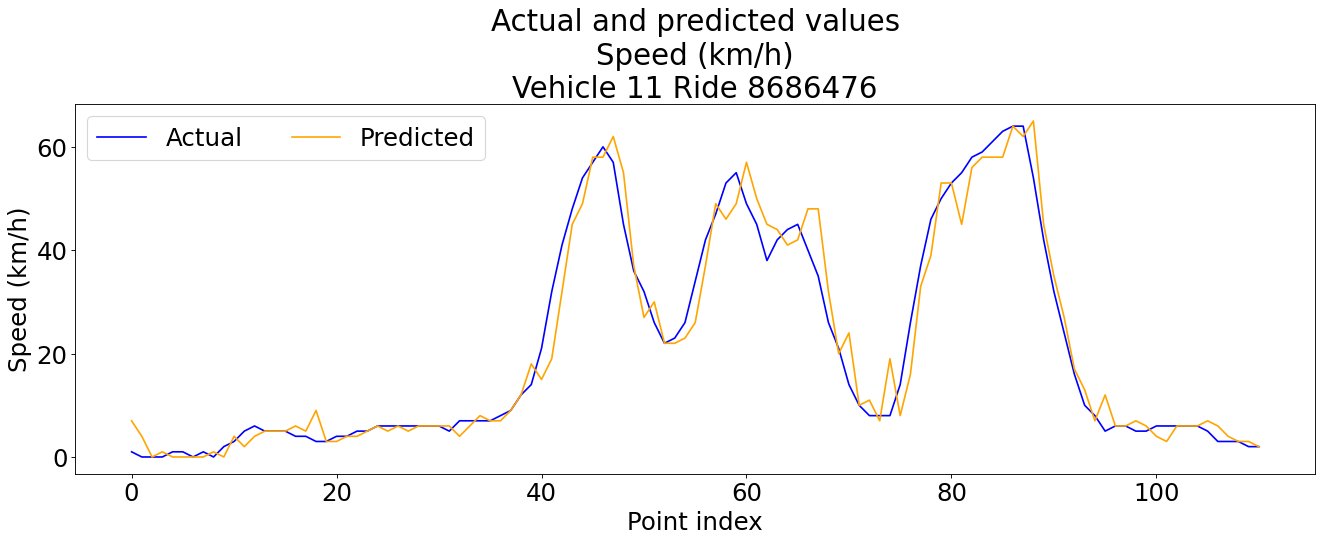 Actual and predicted values
Speed (km/h)
Vehicle 11 Ride 8686476
Actual
Predicted
Speed (km/h)
60
40
20
0
0
20
40
60
80
100
Point index